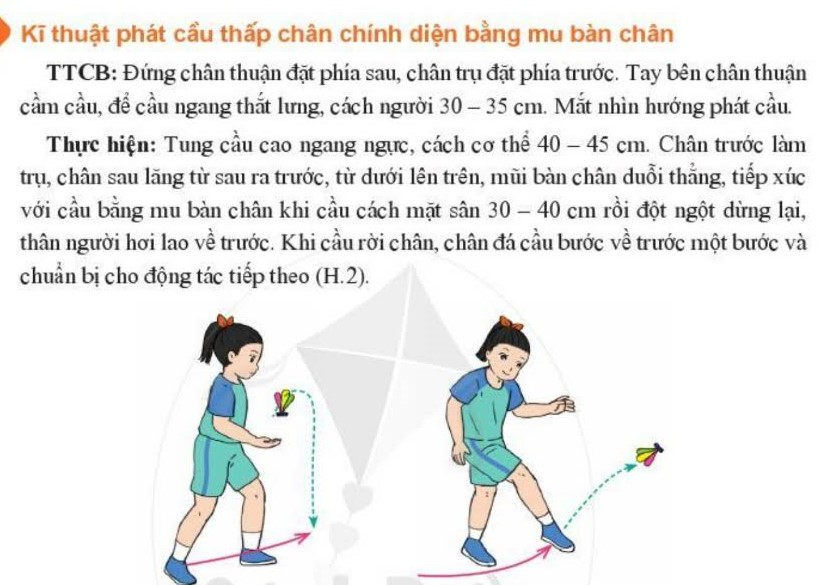 Kĩ thuật phát cầu thấp chân chính diện bằng mu bàn chân
TTCB: Đứng chân thuận đặt phía sau, chân trụ đặt phía trước. Tay bên chân thuận
cầm cầu, để cầu ngang thắt lưng, cách người 30 – 35 cm. Mắt nhìn hướng phát cầu.
Thực hiện: Tung cầu cao ngang ngực, cách cơ thể 40 – 45 cm. Chân trước làm
trụ, chân sau lăng từ sau ra trước, từ dưới lên trên, mũi bàn chân duỗi thẳng, tiếp xúc
với cầu bằng mu bàn chân khi cầu cách mặt sân 30 – 40 cm rồi đột ngột dừng lại,
thân người hơi lao về trước. Khi cầu rời chân, chân đá cầu bước về trước một bước và
chuẩn bị cho động tác tiếp theo (H.2).